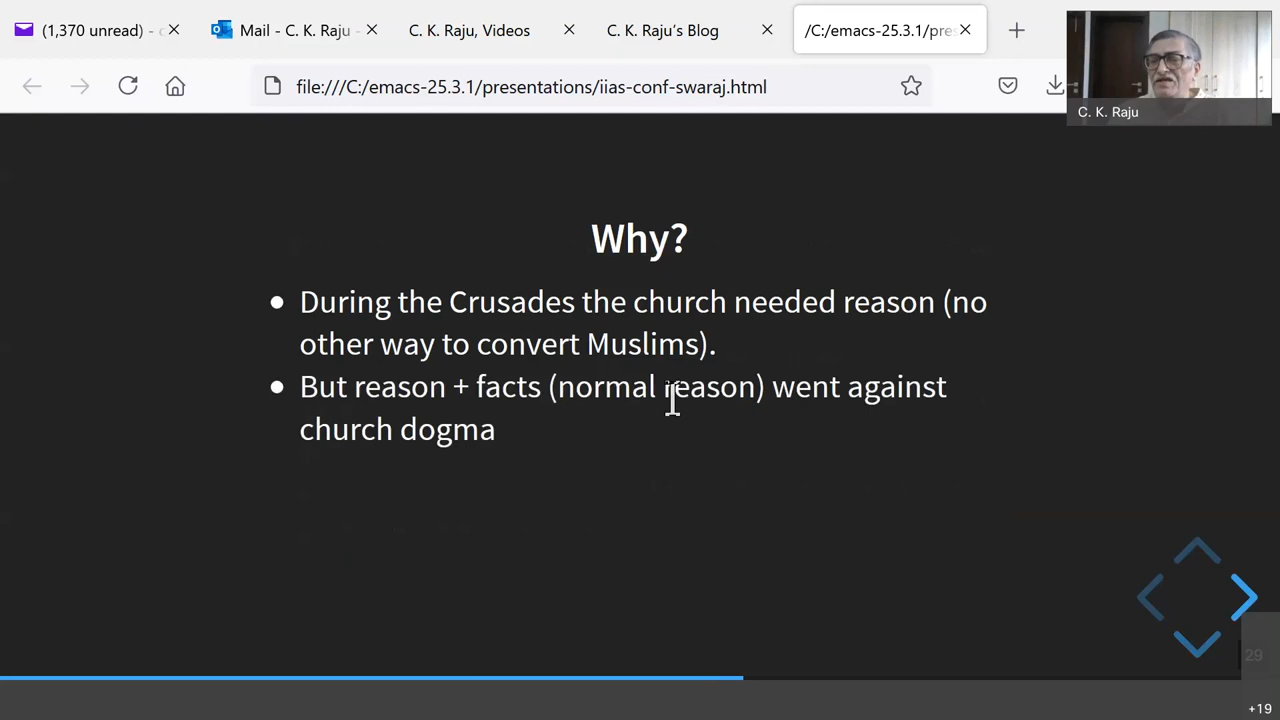 (1,370 unread) - c
Mail - C. K. Raju -
C. K. Raju, Videos
C. K. Raju's Blog
/C:/emacs-25.3.1/pres
file:///C:/emacs-25.3.1/presentations/iias-conf-swaraj.html
C. K. Raju
Why?
During the Crusades the church needed reason (no
other way to convert Muslims).
But reason + facts (normal reason) went against
church dogma
29
+19